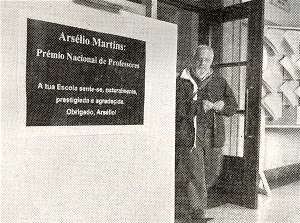 Arsélio Martins:
Prémio Nacional de Professores
A tua Escola sente-se, naturalmente,
prestigiada e agradecida.
Obrigado, Arsélio!